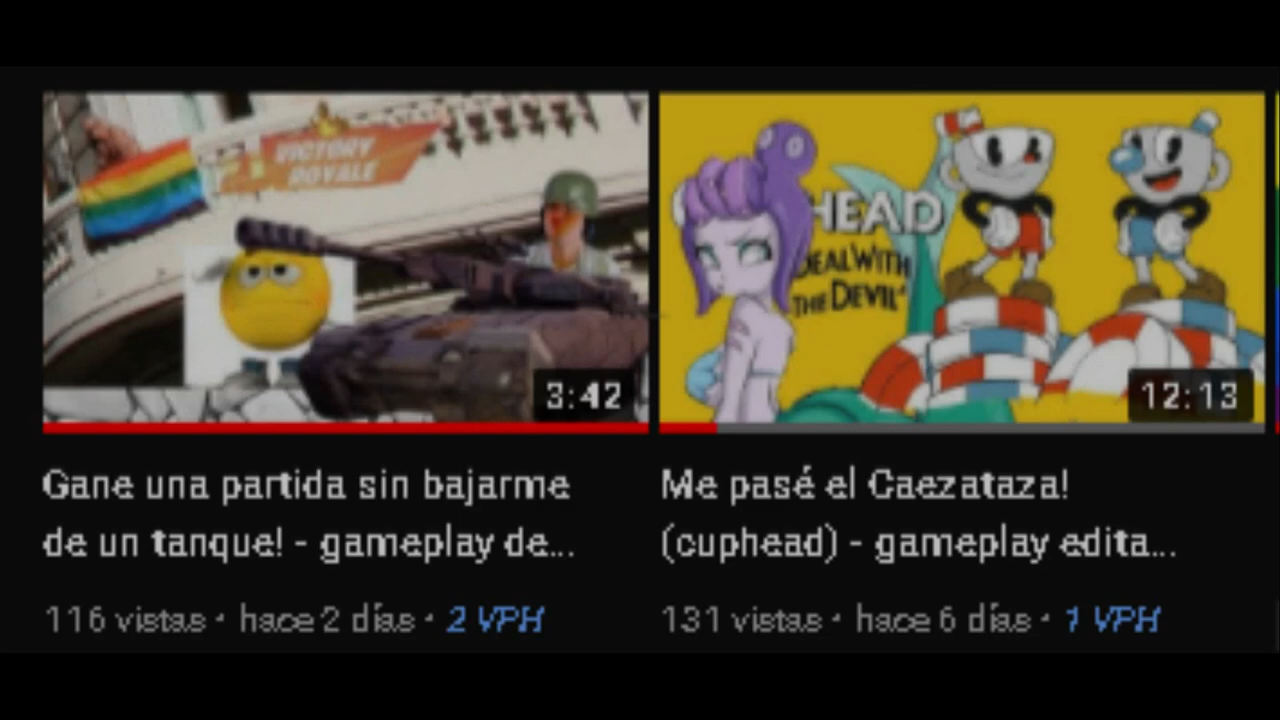 VICTORY
ROYALE
3:42
HEAD
DEAL WITH
THE DEVIL
12:13
Gane una partida sin bajarme
de un tanque! - gameplay de...
116 vistas • hace 2 días • 2 VPH
Me pasé el Caezataza!
(cuphead) - gameplay edita...
131 vistas • hace 6 días • 1 VPH